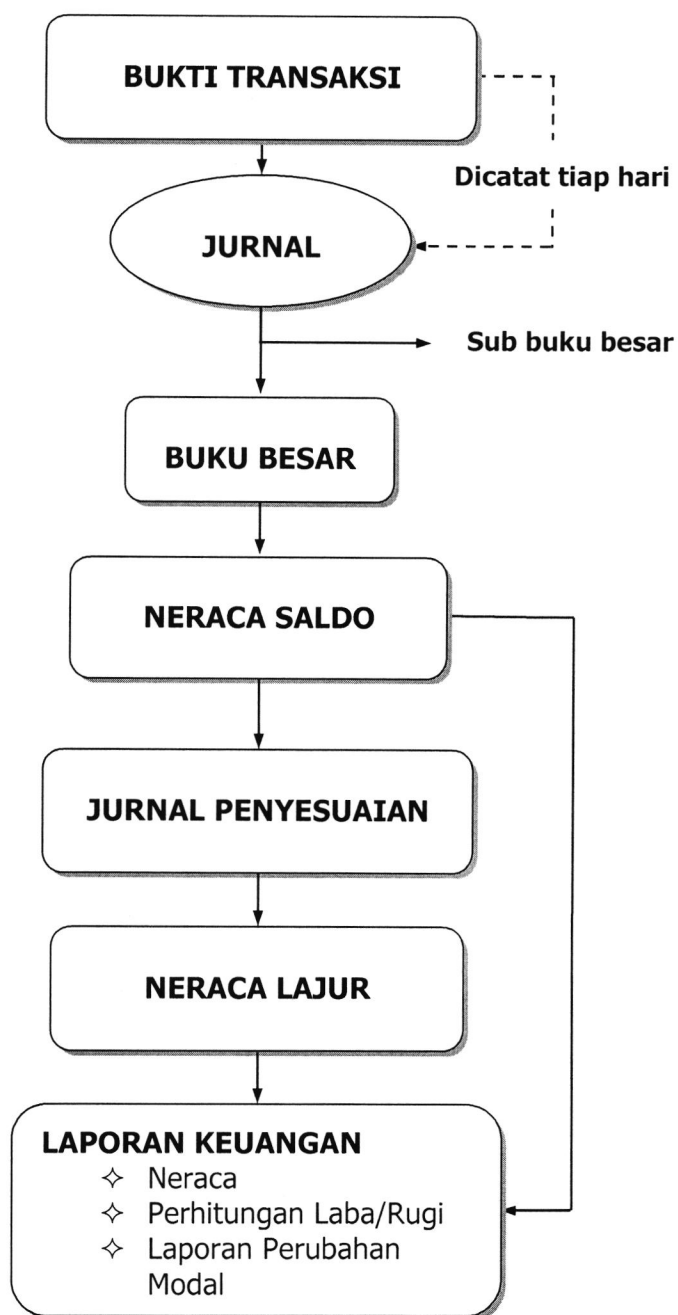 BUKTI TRANSAKSI
Dicatat tiap hari
JURNAL
Sub buku besar
BUKU BESAR
NERACA SALDO
JURNAL PENYESUAIAN
NERACA LAJUR
LAPORAN KEUANGAN
✧ Neraca
✧ Perhitungan Laba/Rugi
✧ Laporan Perubahan
Modal